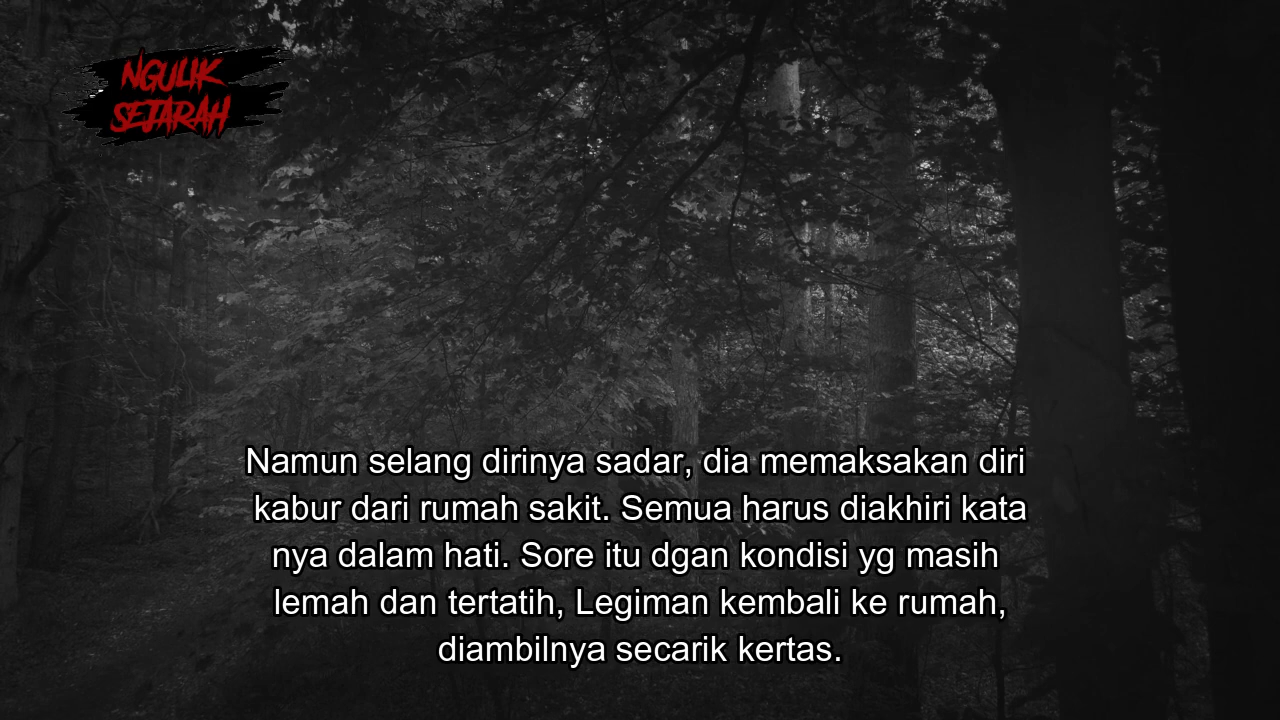 NGULIK
SEJARAH
Namun selang dirinya sadar, dia memaksakan diri
kabur dari rumah sakit. Semua harus diakhiri kata
nya dalam hati. Sore itu dgan kondisi yg masih
lemah dan tertatih, Legiman kembali ke rumah,
diambilnya secarik kertas.